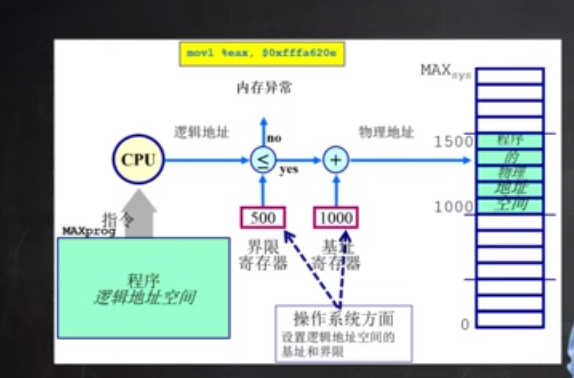 movl %eax, $0xfffa620e
内存异常
MAXsys
逻辑地址
no
物理地址
1500
CPU
≤
yes
+
程序
的
物理
地址
空间
指令
500
1000
1000
MAXprog
界限
寄存器
基址
寄存器
程序
逻辑地址空间
操作系统方面
设置逻辑地址空间的
基址和界限
0